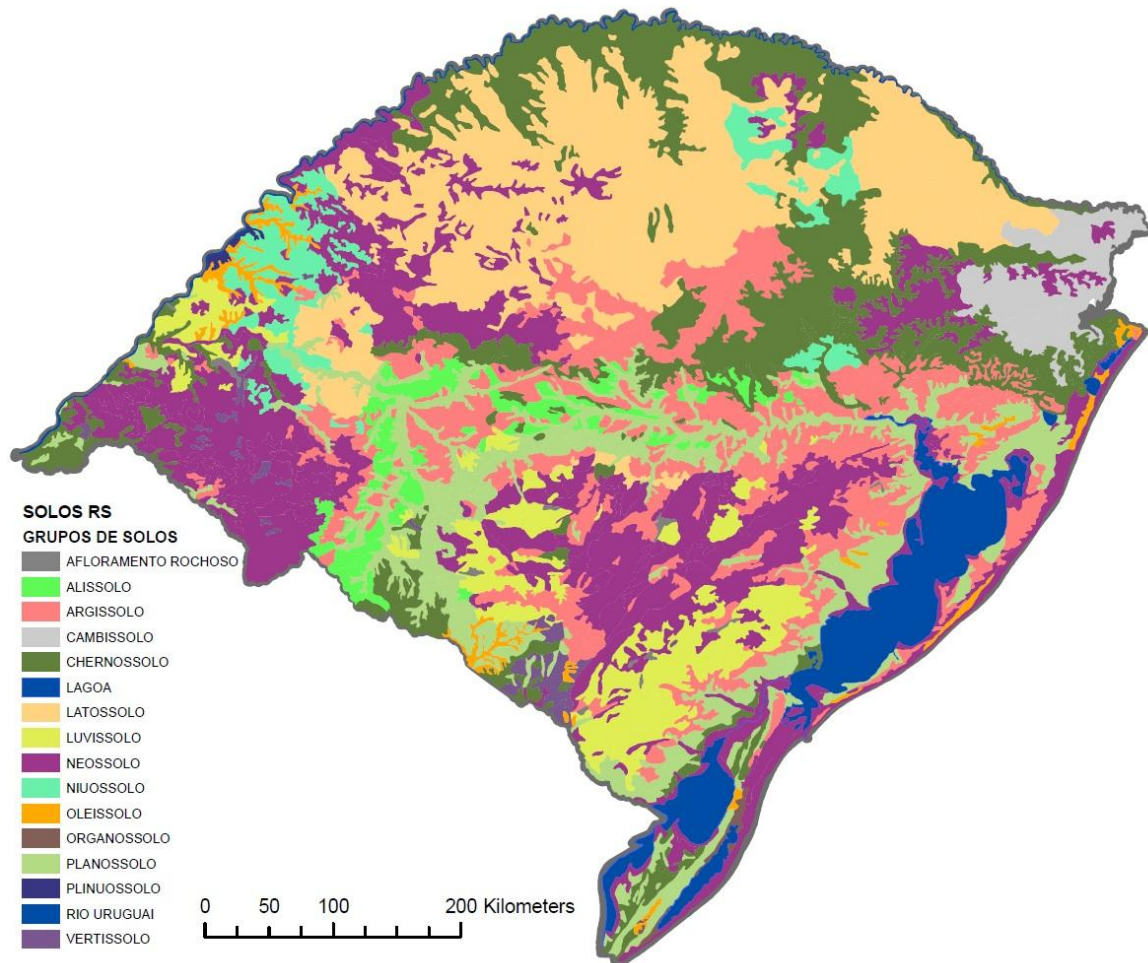 SOLOS RS
GRUPOS DE SOLOS
AFLORAMENTO ROCHOSO
ALISSOLO
ARGISSOLO
CAMBISSOLO
CHERNOSSOLO
LAGOA
LATOSSOLO
LUVISSOLO
NEOSSOLO
NIUOSSOLO
OLEISSOLO
ORGANOSSOLO
PLANOSSOLO
PLINUOSSOLO
RIO URUGUAI
VERTISSOLO
0 50 100 200 Kilometers